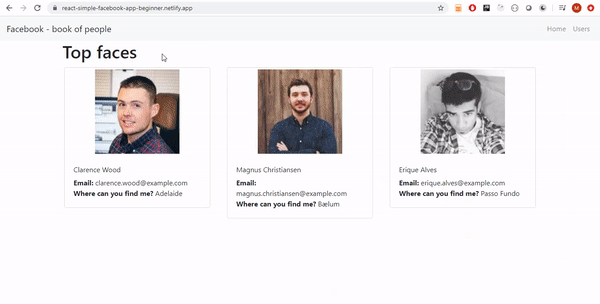 react-simple-facebook-app-beginner.netlify.app
M
Facebook - book of people
Home Users
Top faces
Clarence Wood
Email: clarence.wood@example.com
Where can you find me? Adelaide
Magnus Christiansen
Email:
magnus.christiansen@example.com
Where can you find me? Bælum
Erique Alves
Email: erique.alves@example.com
Where can you find me? Passo Fundo